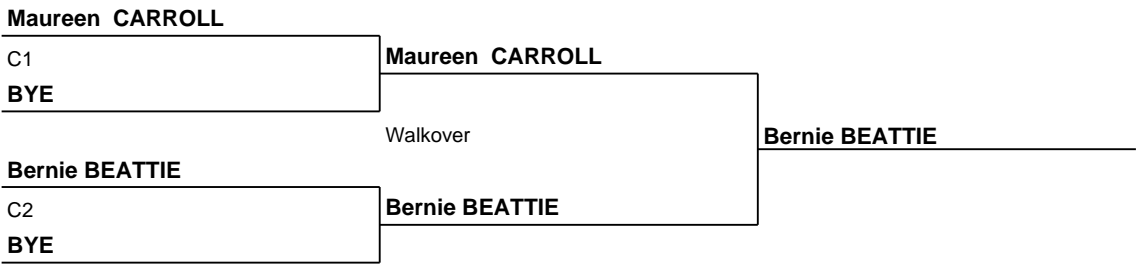 Maureen  CARROLL
C1
Maureen  CARROLL
BYE
Walkover
Bernie BEATTIE
Bernie BEATTIE
C2
Bernie BEATTIE
BYE